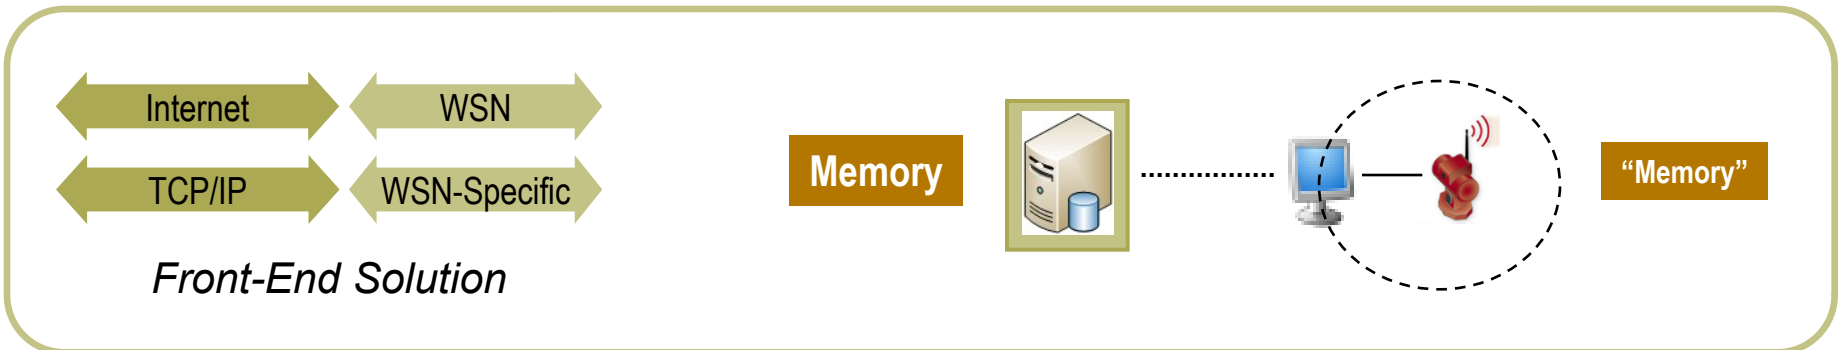 Internet
WSN
TCP/IP
WSN-Specific
Front-End Solution
Memory
“Memory”